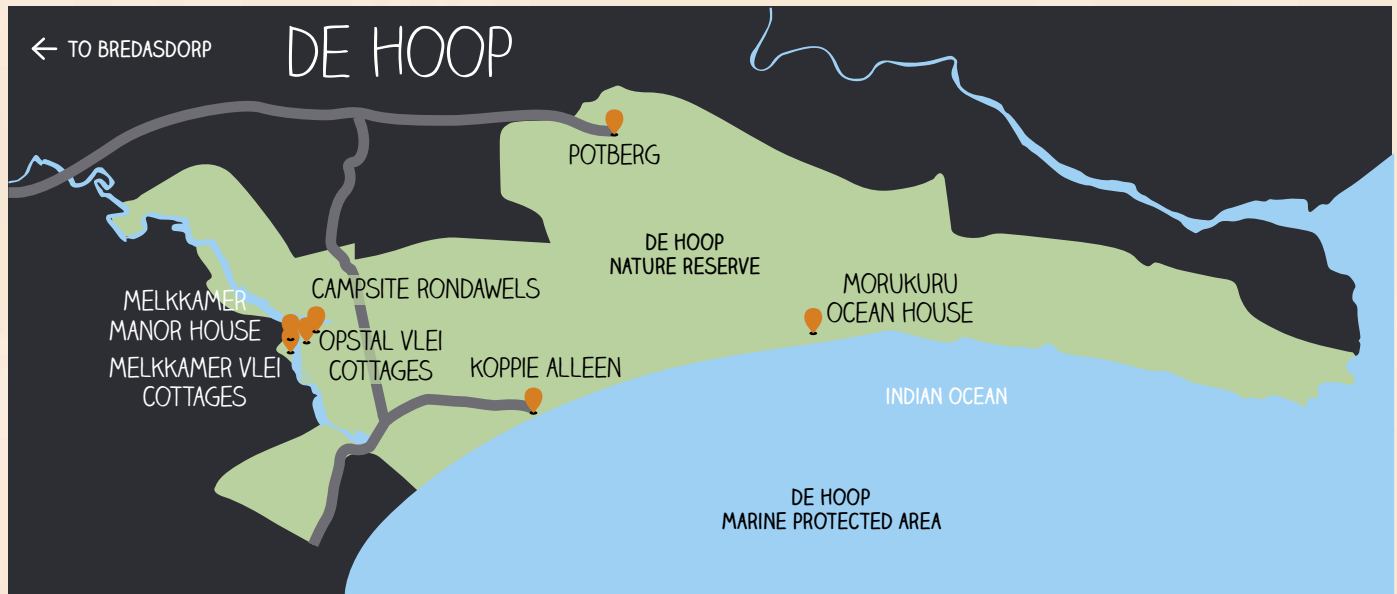 ← TO BREDASDORP
DE HOOP
POTBERG
DE HOOP
NATURE RESERVE
CAMPSITE RONDAWELS
MORUKURU
OCEAN HOUSE
MELKKAMER
MANOR HOUSE
OPSTAL VLEI
COTTAGES
MELKKAMER VLEI
COTTAGES
KOPPIE ALLEEN
INDIAN OCEAN
DE HOOP
MARINE PROTECTED AREA